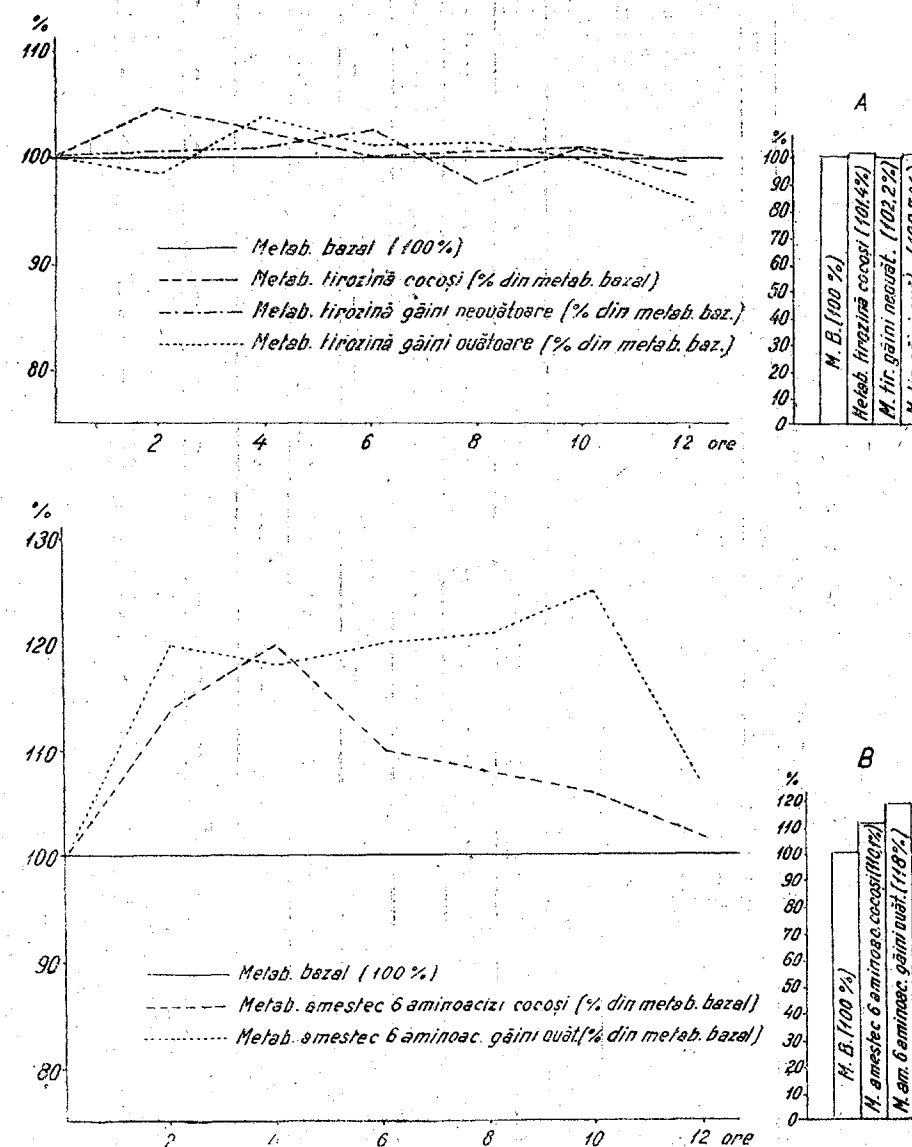 %
110
100
90
80
2 4 6 8 10 12 ore
Metab. bazal (100%)
Metab. tirozină cocoși (% din metab. bazal)
Metab. tirozină găini neouătoare (% din metab. baz.)
Metab. tirozină găini ouătoare (% din metab. baz.)
A
%
100
90
80
70
60
50
40
30
20
10
0
M. B. (100 %)
Metab. tirozină cocoși (101,4%)
M. tir. găini neouăt. (102,2%)
%
130
120
110
100
90
80
2 4 6 8 10 12 ore
Metab. bazal (100 %)
Metab. amestec 6 aminoacizi cocoși (% din metab. bazal)
Metab. amestec 6 aminoac. găini ouăt. (% din metab. bazal)
B
%
120
110
100
90
80
70
60
50
40
30
20
10
0
M. B. (100 %)
M. amestec 6 aminoac. cocoși
M. am. 6 aminoac. găini ouăt. (118%)